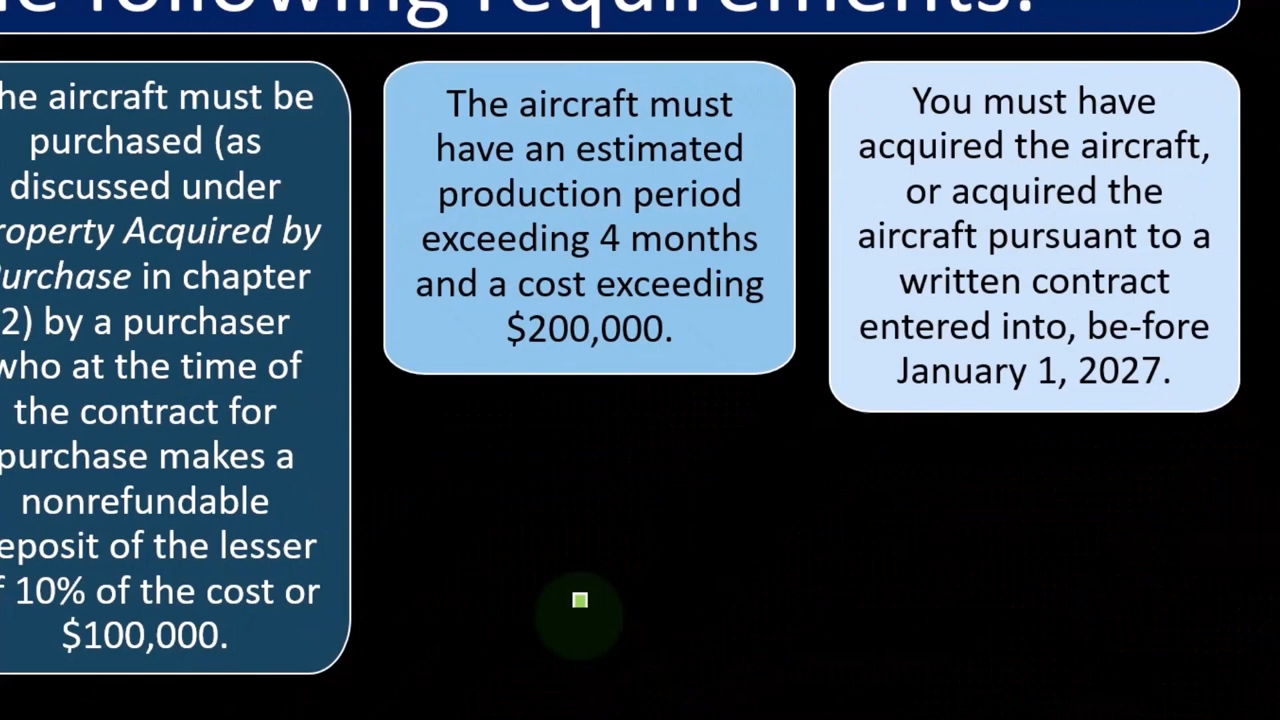 following requirements:
he aircraft must be
purchased (as
discussed under
roperty Acquired by
urchase in chapter
2) by a purchaser
who at the time of
the contract for
purchase makes a
nonrefundable
eposit of the lesser
f 10% of the cost or
$100,000.
The aircraft must
have an estimated
production period
exceeding 4 months
and a cost exceeding
$200,000.
You must have
acquired the aircraft,
or acquired the
aircraft pursuant to a
written contract
entered into, be-fore
January 1, 2027.